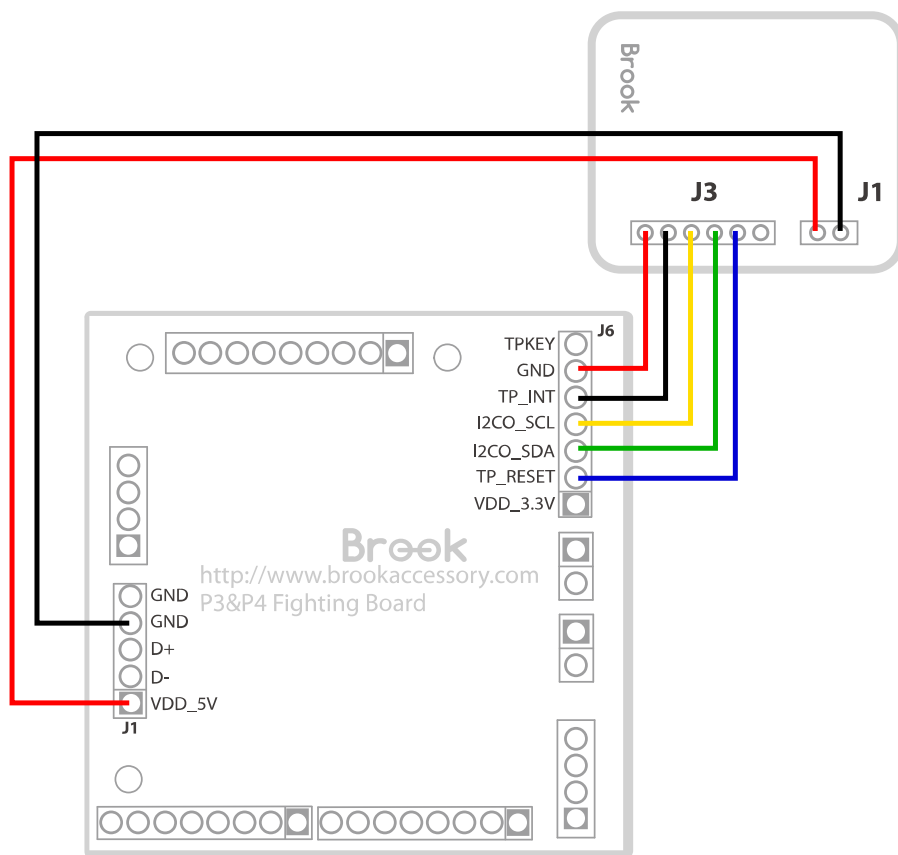 Brook
J3
J1
J6
TPKEY
GND
TP_INT
I2CO_SCL
I2CO_SDA
TP_RESET
VDD_3.3V
Brook
http://www.brookaccessory.com
P3&P4 Fighting Board
GND
GND
D+
D-
VDD_5V
J1